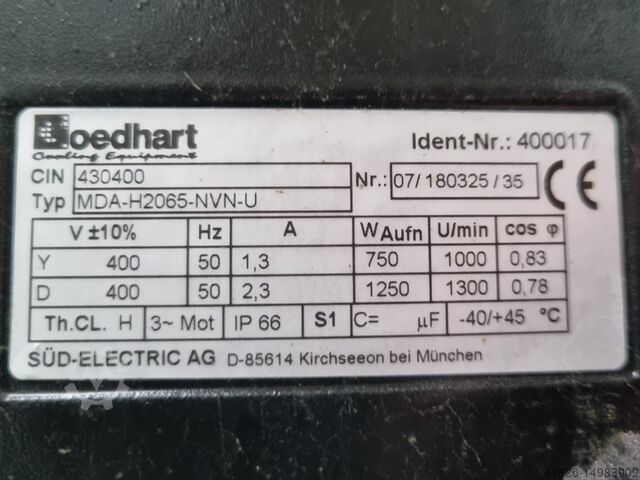 Goedhart
Cooling Equipment
Ident-Nr.: 400017
CIN 430400
Typ MDA-H2065-NVN-U
Nr.: 07/ 180325 / 35
CE
V ±10% Hz A W Aufn U/min cos φ
Y 400 50 1,3 750 1000 0,83
D 400 50 2,3 1250 1300 0,78
Th.CL. H 3~ Mot IP 66 S1 C= µF -40/+45 °C
SÜD-ELECTRIC AG D-85614 Kirchseeon bei München
47826-14983909